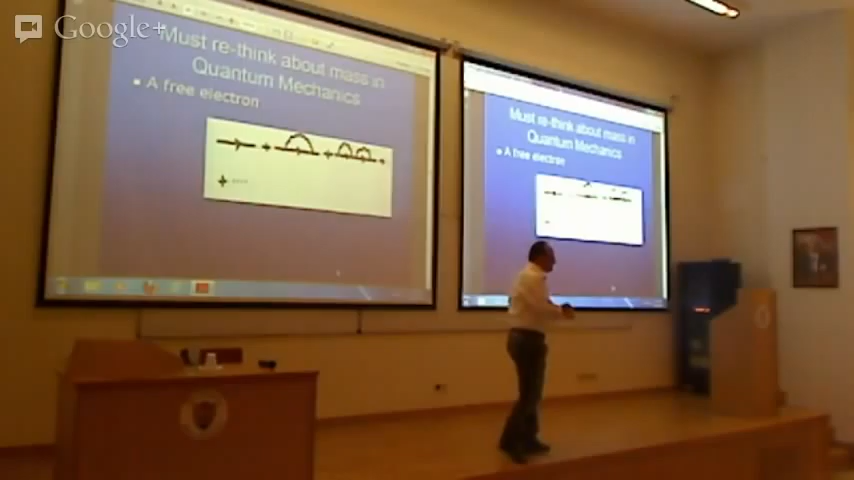 Google+
Must re-think about mass in
Quantum Mechanics
A free electron
Must re-think about mass in
Quantum Mechanics
A free electron